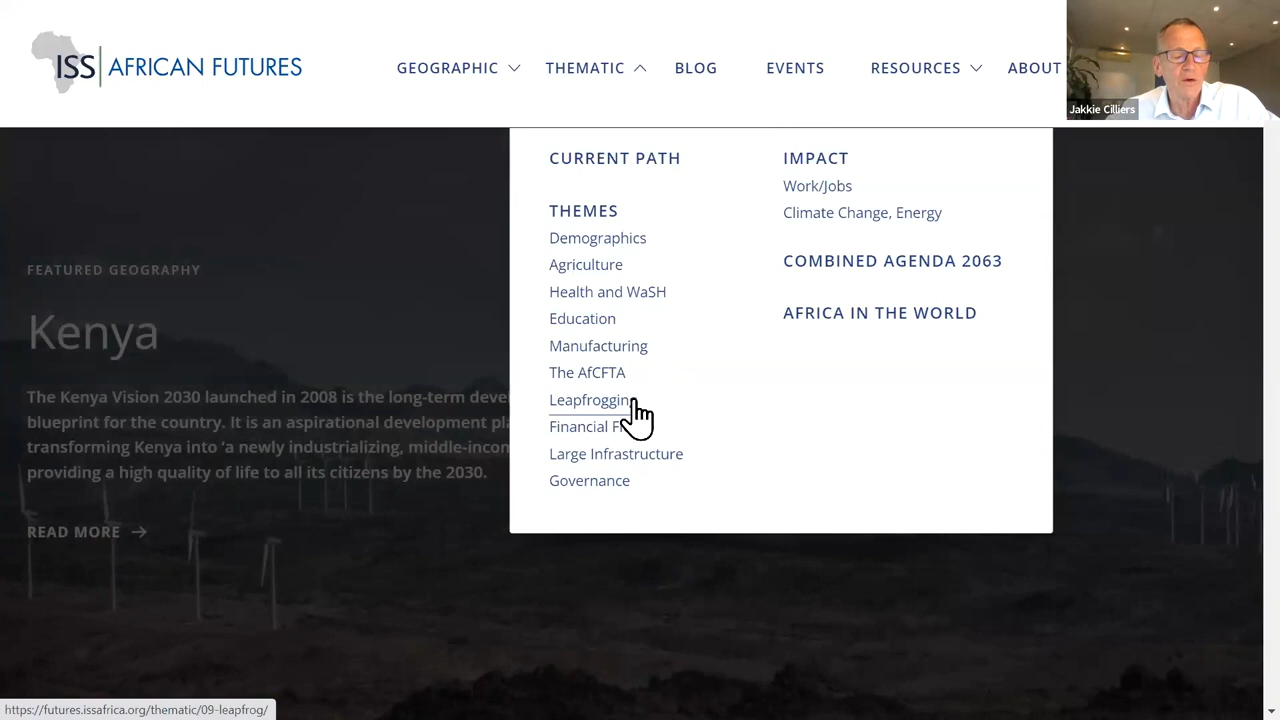 ISS AFRICAN FUTURES
GEOGRAPHIC
THEMATIC
BLOG
EVENTS
RESOURCES
ABOUT
Jakkie Cilliers
CURRENT PATH
THEMES
Demographics
Agriculture
Health and WaSH
Education
Manufacturing
The AfCFTA
Leapfroggin
Financial
Large Infrastructure
Governance
IMPACT
Work/Jobs
Climate Change, Energy
COMBINED AGENDA 2063
AFRICA IN THE WORLD
FEATURED GEOGRAPHY
Kenya
The Kenya Vision 2030 launched in 2008 is the long-term
blueprint for the country. It is an aspirational development
transforming Kenya into 'a newly industrializing,
providing a high quality of life to all its citizens by the 2030.
READ MORE
https://futures.issafrica.org/thematic/09-leapfrog/